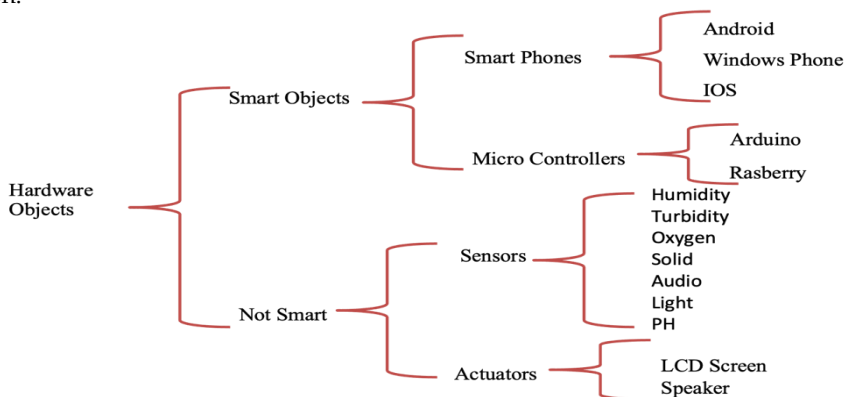 Android
Smart Phones
Windows Phone
IOS
Smart Objects
Arduino
Micro Controllers
Rasberry
Hardware
Objects
Humidity
Turbidity
Oxygen
Sensors
Solid
Audio
Light
Not Smart
PH
LCD Screen
Actuators
Speaker